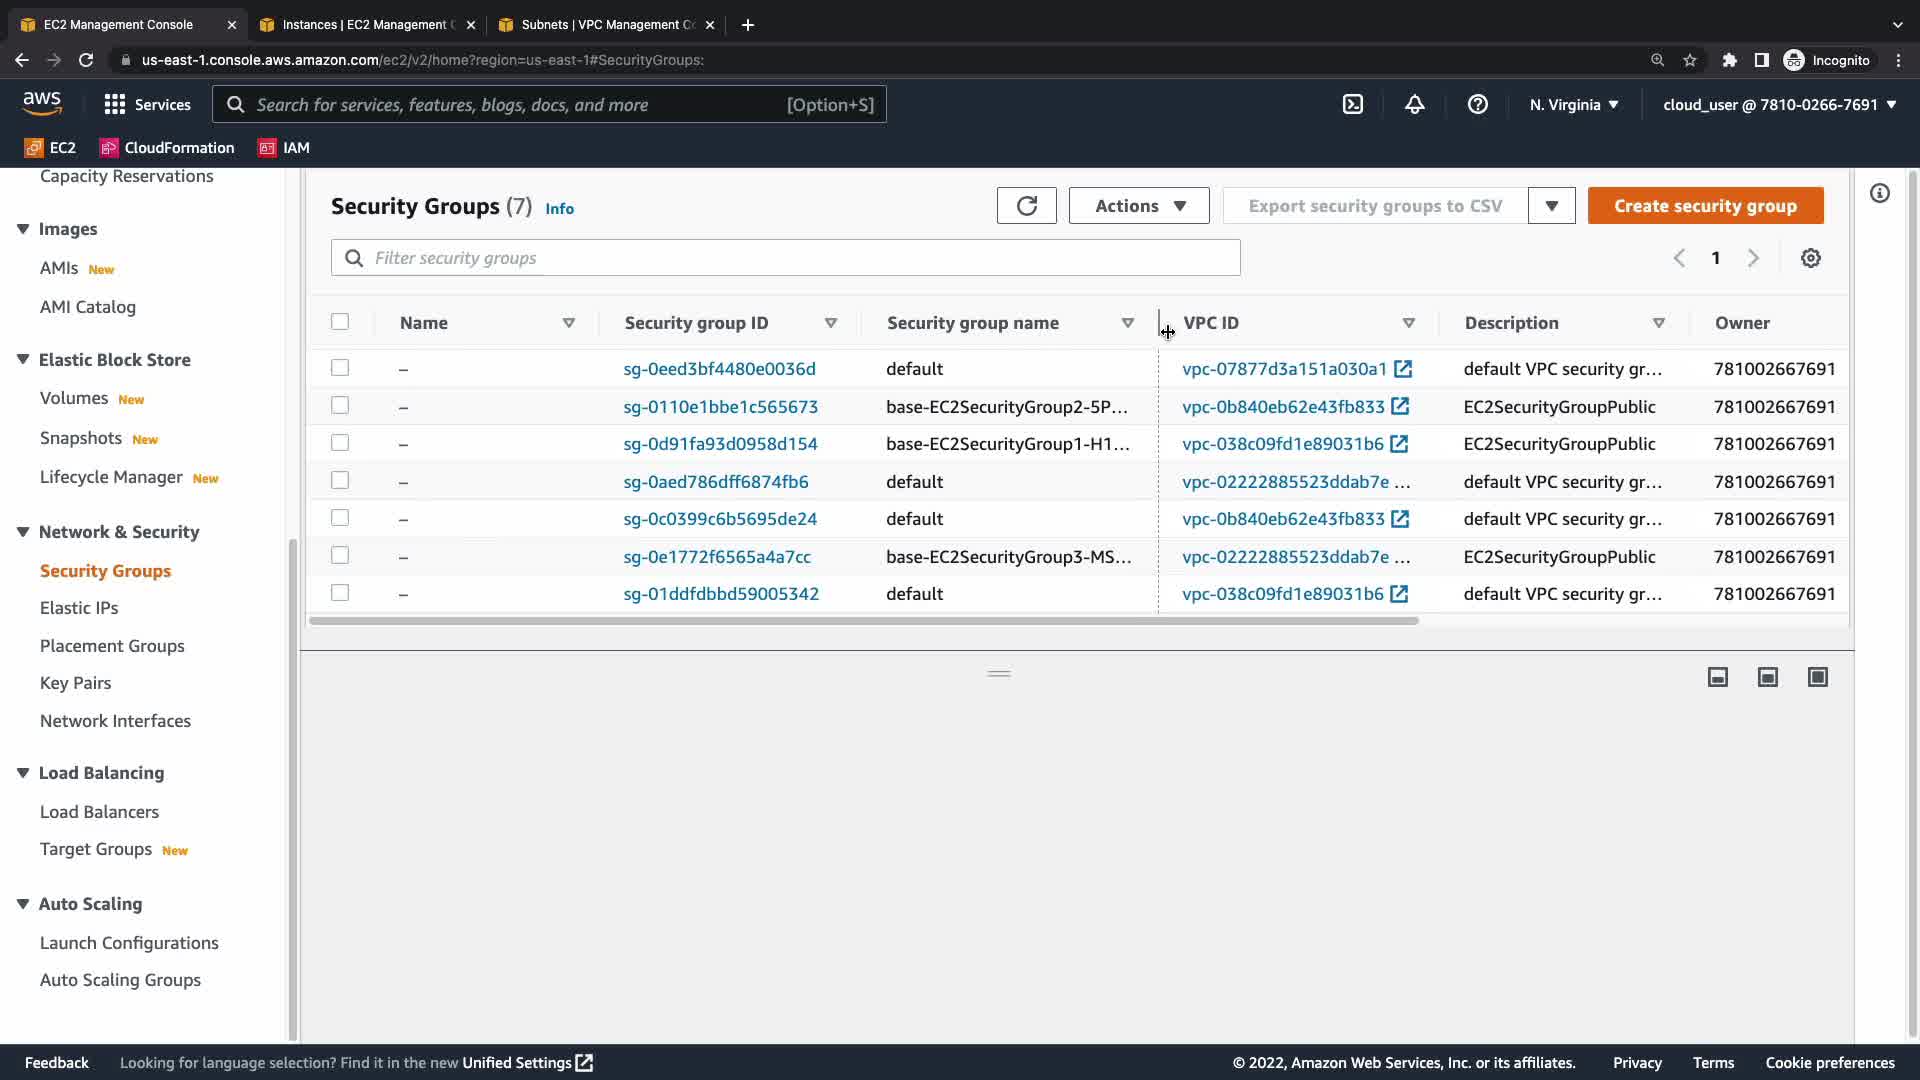 EC2 Management Console
Instances | EC2 Management C
Subnets | VPC Management Co
us-east-1.console.aws.amazon.com/ec2/v2/home?region=us-east-1#SecurityGroups:
Incognito
aws
Services
Search for services, features, blogs, docs, and more
[Option+S]
N. Virginia
cloud_user @ 7810-0266-7691
EC2
CloudFormation
IAM
Capacity Reservations
Images
AMIs New
AMI Catalog
Elastic Block Store
Volumes New
Snapshots New
Lifecycle Manager New
Network & Security
Security Groups
Elastic IPs
Placement Groups
Key Pairs
Network Interfaces
Load Balancing
Load Balancers
Target Groups New
Auto Scaling
Launch Configurations
Auto Scaling Groups
Security Groups (7) Info
Actions
Export security groups to CSV
Create security group
Filter security groups
1
Name Security group ID Security group name VPC ID Description Owner
– sg-0eed3bf4480e0036d default vpc-07877d3a151a030a1 default VPC security gr... 781002667691
– sg-0110e1bbe1c565673 base-EC2SecurityGroup2-5P... vpc-0b840eb62e43fb833 EC2SecurityGroupPublic 781002667691
– sg-0d91fa93d0958d154 base-EC2SecurityGroup1-H1... vpc-038c09fd1e89031b6 EC2SecurityGroupPublic 781002667691
– sg-0aed786dff6874fb6 default vpc-02222885523ddab7e ... default VPC security gr... 781002667691
– sg-0c0399c6b5695de24 default vpc-0b840eb62e43fb833 default VPC security gr... 781002667691
– sg-0e1772f6565a4a7cc base-EC2SecurityGroup3-MS... vpc-02222885523ddab7e ... EC2SecurityGroupPublic 781002667691
– sg-01ddfdbbd59005342 default vpc-038c09fd1e89031b6 default VPC security gr... 781002667691
Feedback
Looking for language selection? Find it in the new Unified Settings
© 2022, Amazon Web Services, Inc. or its affiliates.
Privacy
Terms
Cookie preferences